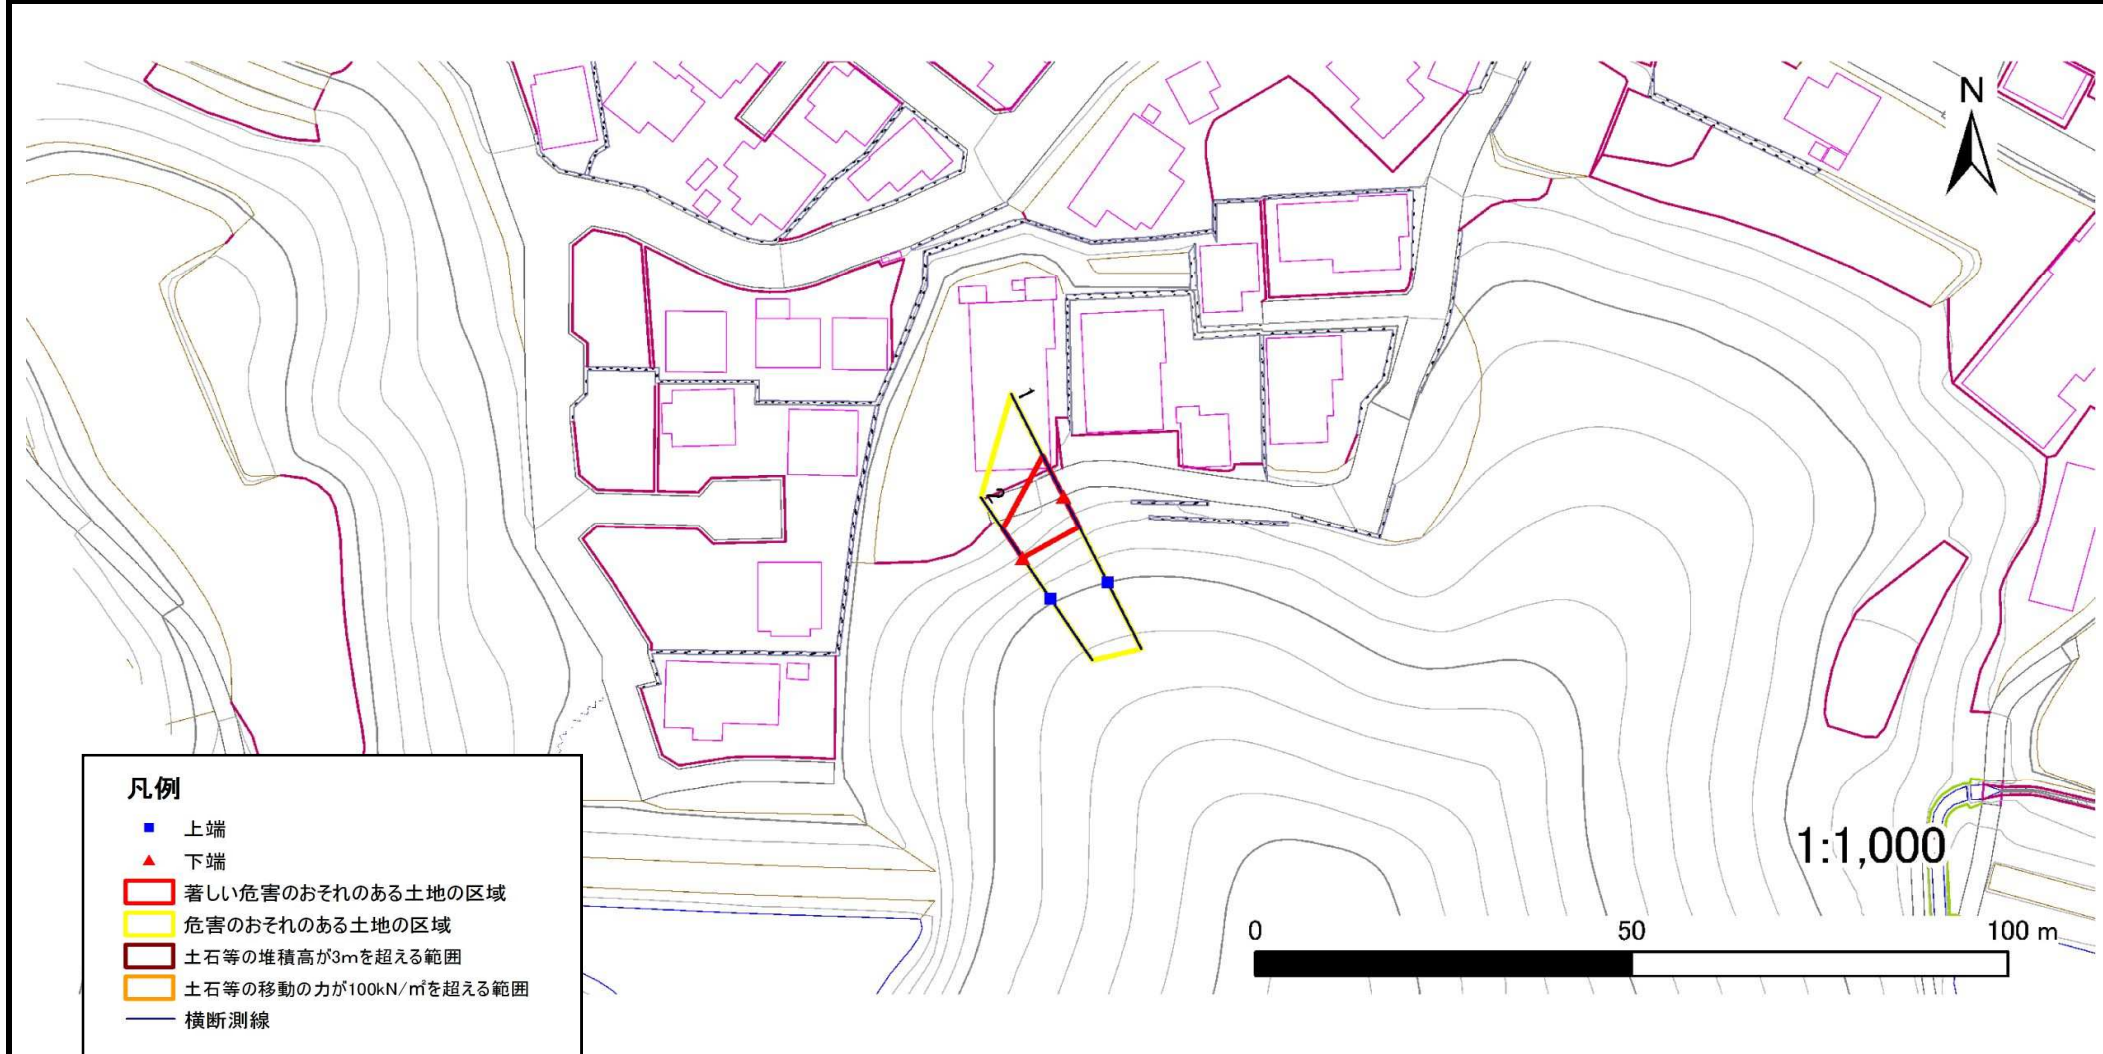 N
1
2
凡例
上端
下端
著しい危害のおそれのある土地の区域
危害のおそれのある土地の区域
土石等の堆積高が3mを超える範囲
土石等の移動の力が100kN/㎡を超える範囲
横断測線
1:1,000
0 50 100 m